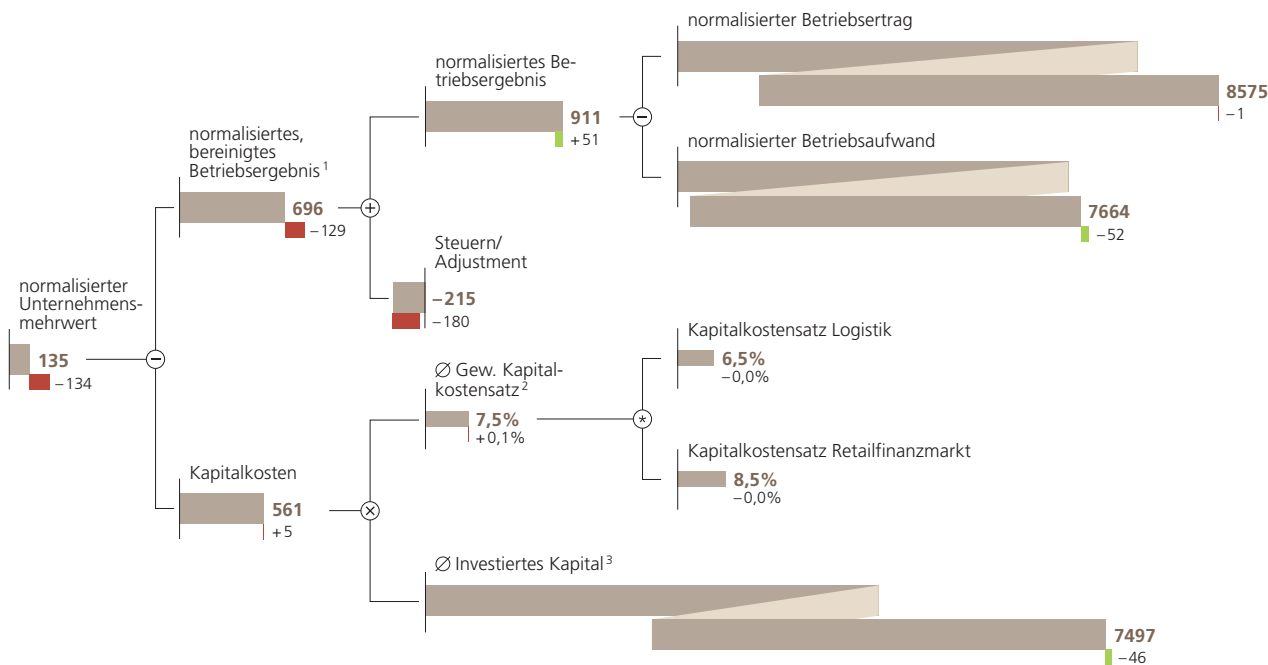 normalisierter Betriebsertrag
8575
–1
normalisiertes Be-
triebsergebnis
911
+51
–
normalisierter Betriebsaufwand
7664
–52
normalisiertes,
bereinigtes
Betriebsergebnis 1
696
–129
+
Steuern/
Adjustment
–215
–180
normalisierter
Unternehmens-
mehrwert
135
–134
–
Kapitalkostensatz Logistik
6,5%
–0,0%
∅ Gew. Kapital-
kostensatz 2
7,5%
+0,1%
*
Kapitalkostensatz Retailfinanzmarkt
8,5%
–0,0%
Kapitalkosten
561
+5
×
∅ Investiertes Kapital 3
7497
–46